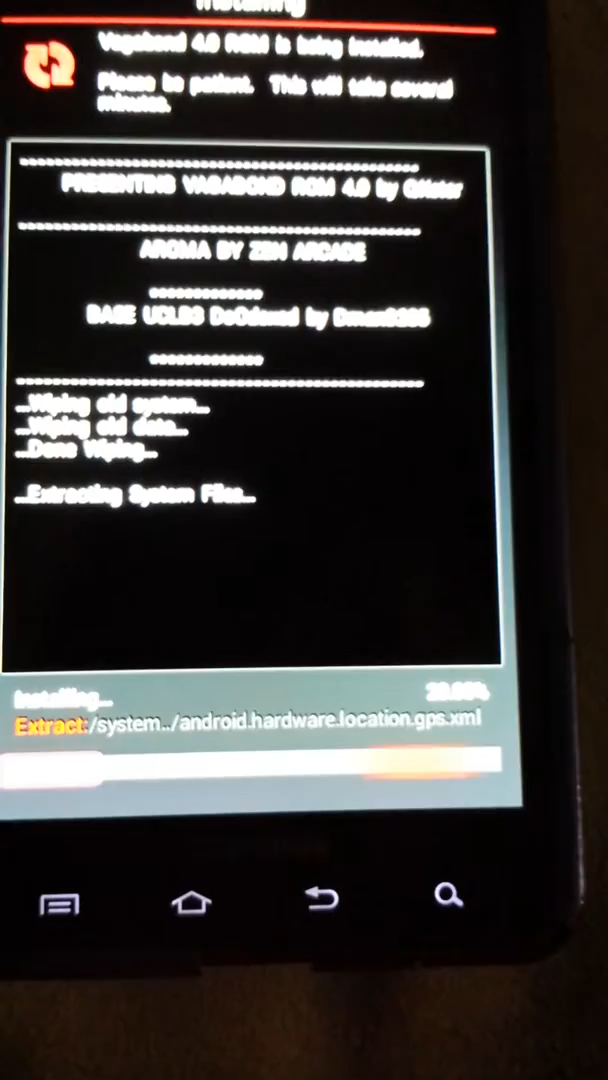 Installing
Vagabond 4.0 ROM is being installed.
Please be patient. This will take several
minutes.
PRESENTING VAGABOND ROM 4.0 by
AROMA BY ZEN ARCADE
BASE by
...Wiping old system...
...Wiping old data...
...Done Wiping...
...Extracting System Files...
Installing...
Extract:/system../android.hardware.location.gps.xml